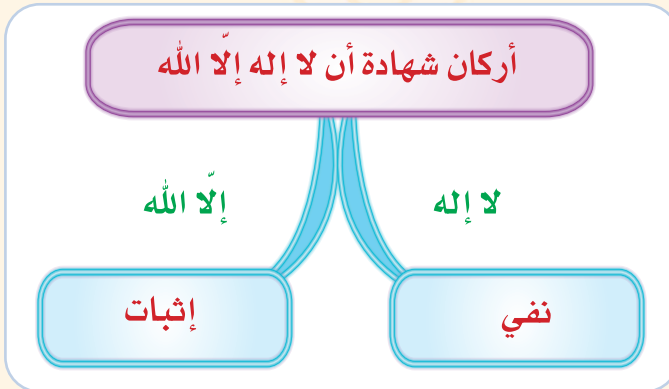 أركان شهادة أن لا إله إلّا الله
لا إله
إلّا الله
نفي
إثبات